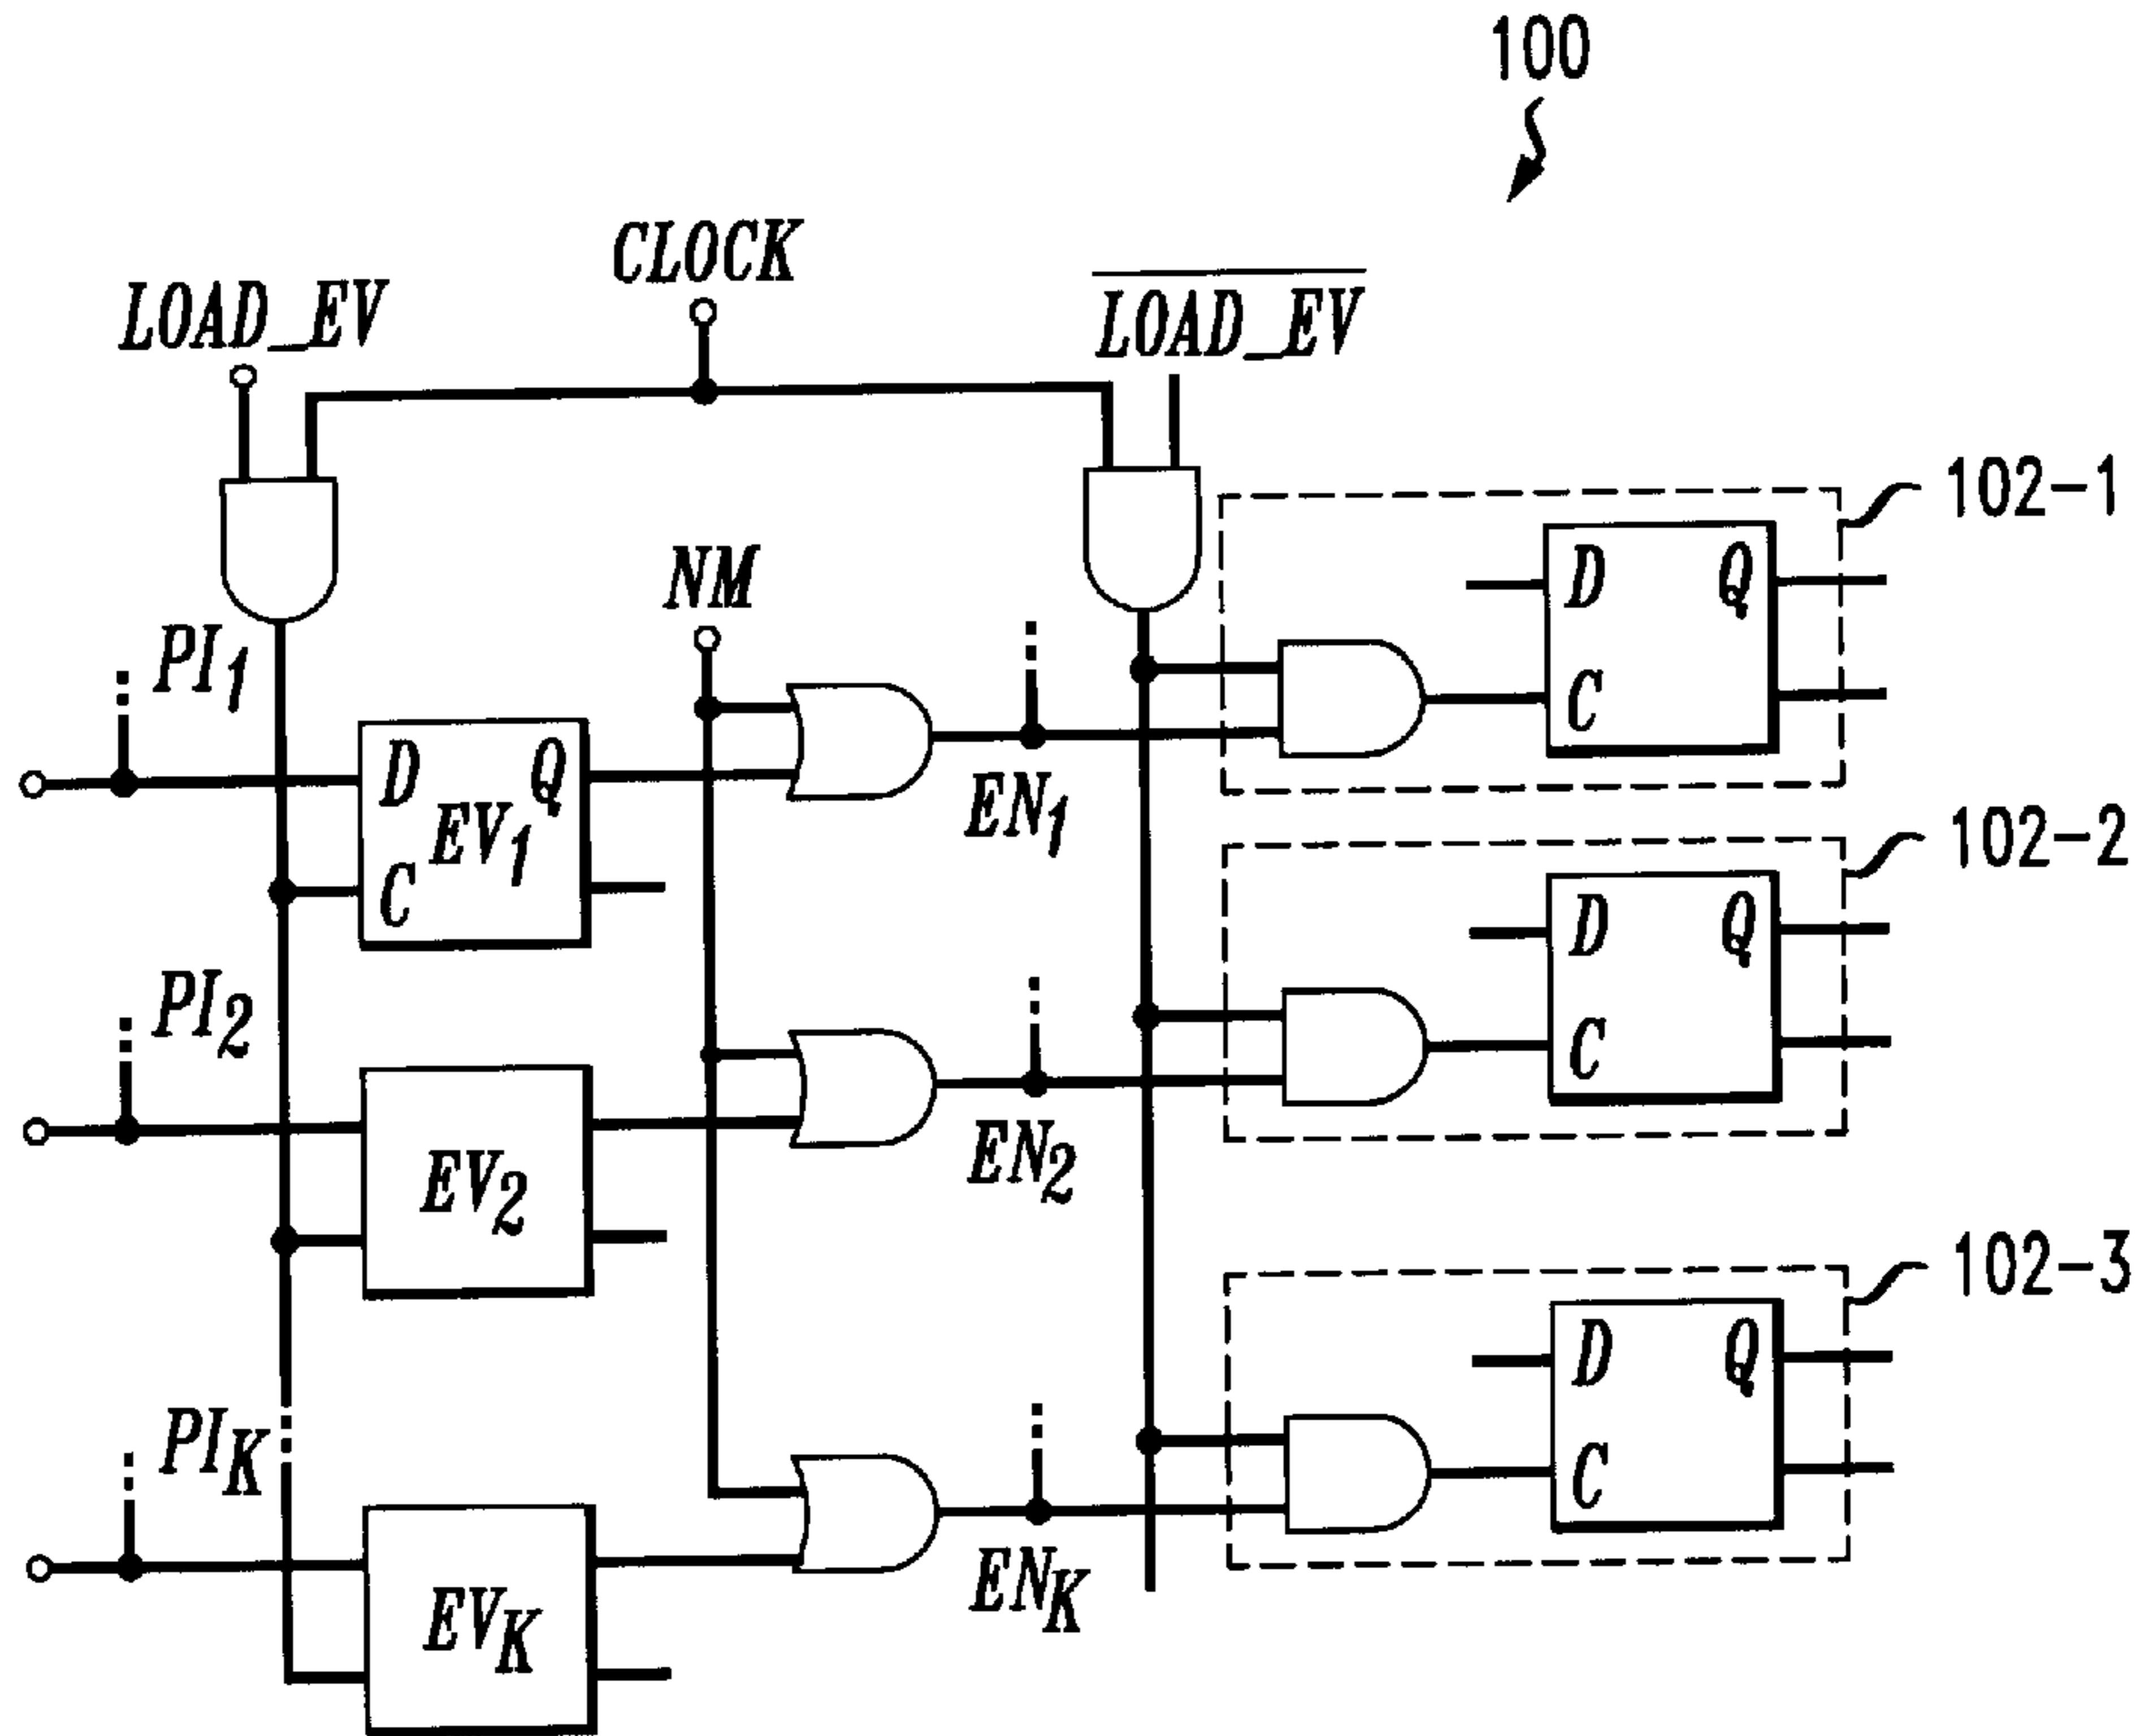 100
CLOCK
LOAD_EV
L̅O̅A̅D̅_̅E̅V̅
102-1
D Q
NM
PI1
C
D Q
EV1
EN1
C
102-2
D Q
PI2
C
EV2
EN2
102-3
D Q
PIK
C
EVK
ENK